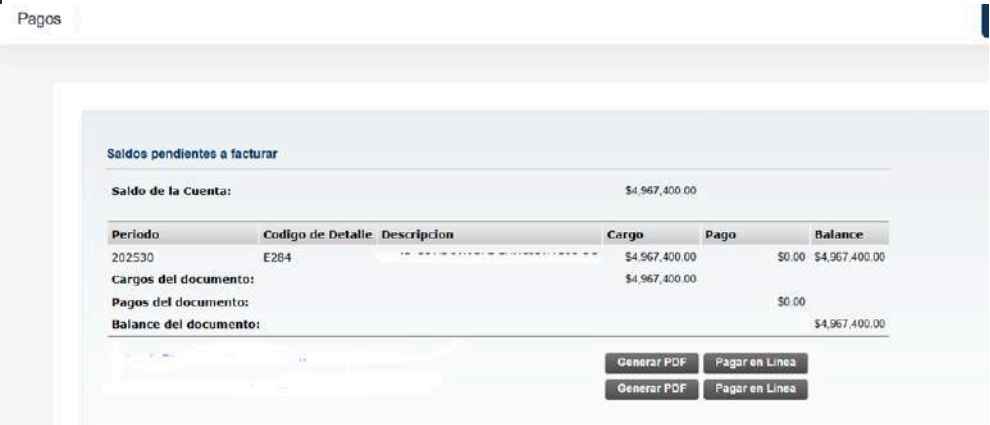 Pagos
Saldos pendientes a facturar
Saldo de la Cuenta: $4,967,400.00
Periodo Codigo de Detalle Descripcion Cargo Pago Balance
202530 E284 $4,967,400.00 $0.00 $4,967,400.00
Cargos del documento: $4,967,400.00
Pagos del documento: $0.00
Balance del documento: $4,967,400.00
Generar PDF Pagar en Linea
Generar PDF Pagar en Linea